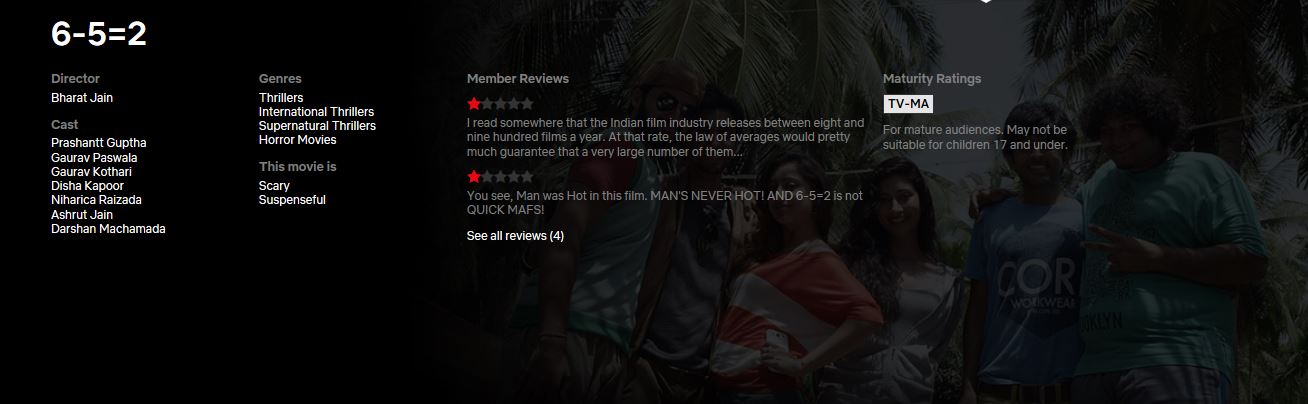 6-5=2
Director
Bharat Jain
Cast
Prashantt Guptha
Gaurav Paswala
Gaurav Kothari
Disha Kapoor
Niharica Raizada
Ashrut Jain
Darshan Machamada
Genres
Thrillers
International Thrillers
Supernatural Thrillers
Horror Movies
This movie is
Scary
Suspenseful
Member Reviews
I read somewhere that the Indian film industry releases between eight and
nine hundred films a year. At that rate, the law of averages would pretty
much guarantee that a very large number of them...
You see, Man was Hot in this film. MAN'S NEVER HOT! AND 6-5=2 is not
QUICK MAFS!
See all reviews (4)
Maturity Ratings
TV-MA
For mature audiences. May not be
suitable for children 17 and under.
COR
WORKWEAR
OKLYN